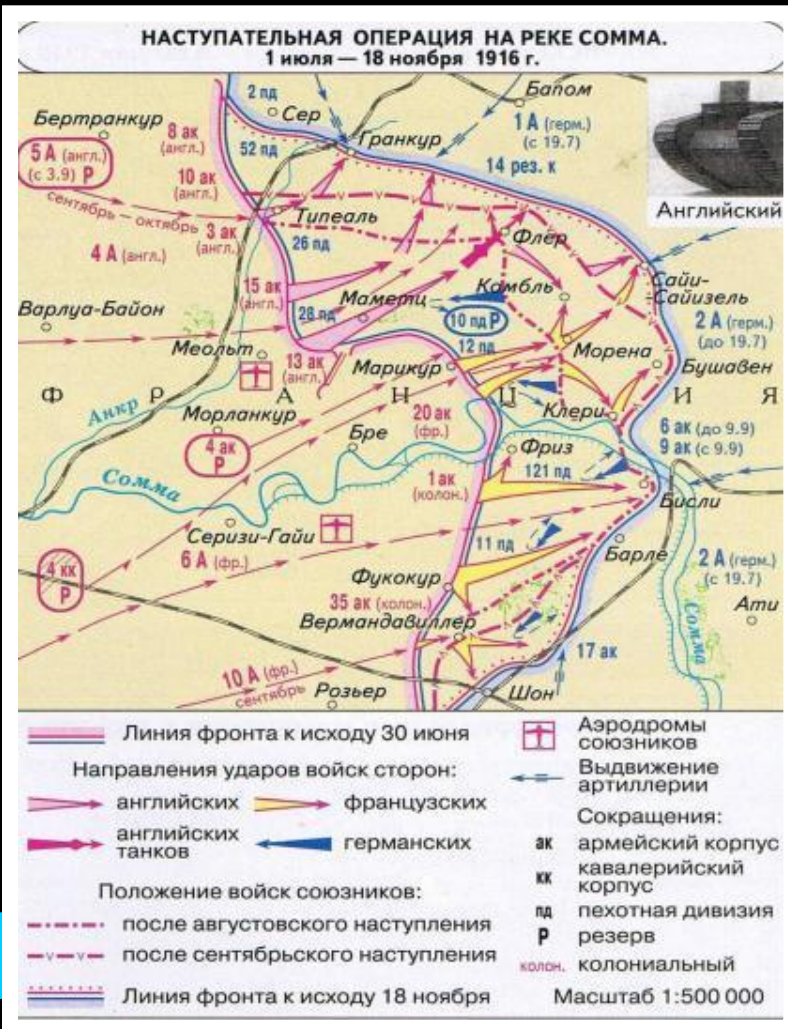 НАСТУПАТЕЛЬНАЯ ОПЕРАЦИЯ НА РЕКЕ СОММА.
1 июля — 18 ноября 1916 г.
2 пд
Сер
Бапом
Бертранкур
8 ак
(англ.)
Гранкур
1 А (герм.)
(с 19.7)
5 А (англ.)
(с 3.9) Р
52 пд
14 рез. к
10 ак
(англ.)
сентябрь – октябрь
Типеаль
Английский
3 ак
(англ.)
26 пд
Флёр
4 А (англ.)
15 ак
(англ.)
Камбль
Сайи-
Сайизель
28 пд
Маметц
10 пд Р
2 А (герм.)
(до 19.7)
Варлуа-Байон
Меольт
12 пд
Морена
13 ак
(англ.)
Марикур
Бушавен
Ф Р А Н Ц И Я
Анкр
Морланкур
20 ак
(фр.)
Клери
6 ак (до 9.9)
9 ак (с 9.9)
4 ак
Р
Бре
Фриз
Сомма
1 ак
(колон.)
121 пд
Бисли
Серизи-Гайи
11 пд
Барле
6 А (фр.)
2 А (герм.)
(с 19.7)
4 кк
Р
Фукокур
35 ак (колон.)
Вермандавиллер
Сомма
Ати
17 ак
10 А (фр.)
сентябрь
Розьер
Шон
Линия фронта к исходу 30 июня
Аэродромы
союзников
Направления ударов войск сторон:
Выдвижение
артиллерии
английских
французских
Сокращения:
английских
танков
германских
ак армейский корпус
кк кавалерийский
корпус
Положение войск союзников:
пд пехотная дивизия
после августовского наступления
Р резерв
после сентябрьского наступления
колон. колониальный
Линия фронта к исходу 18 ноября
Масштаб 1:500 000